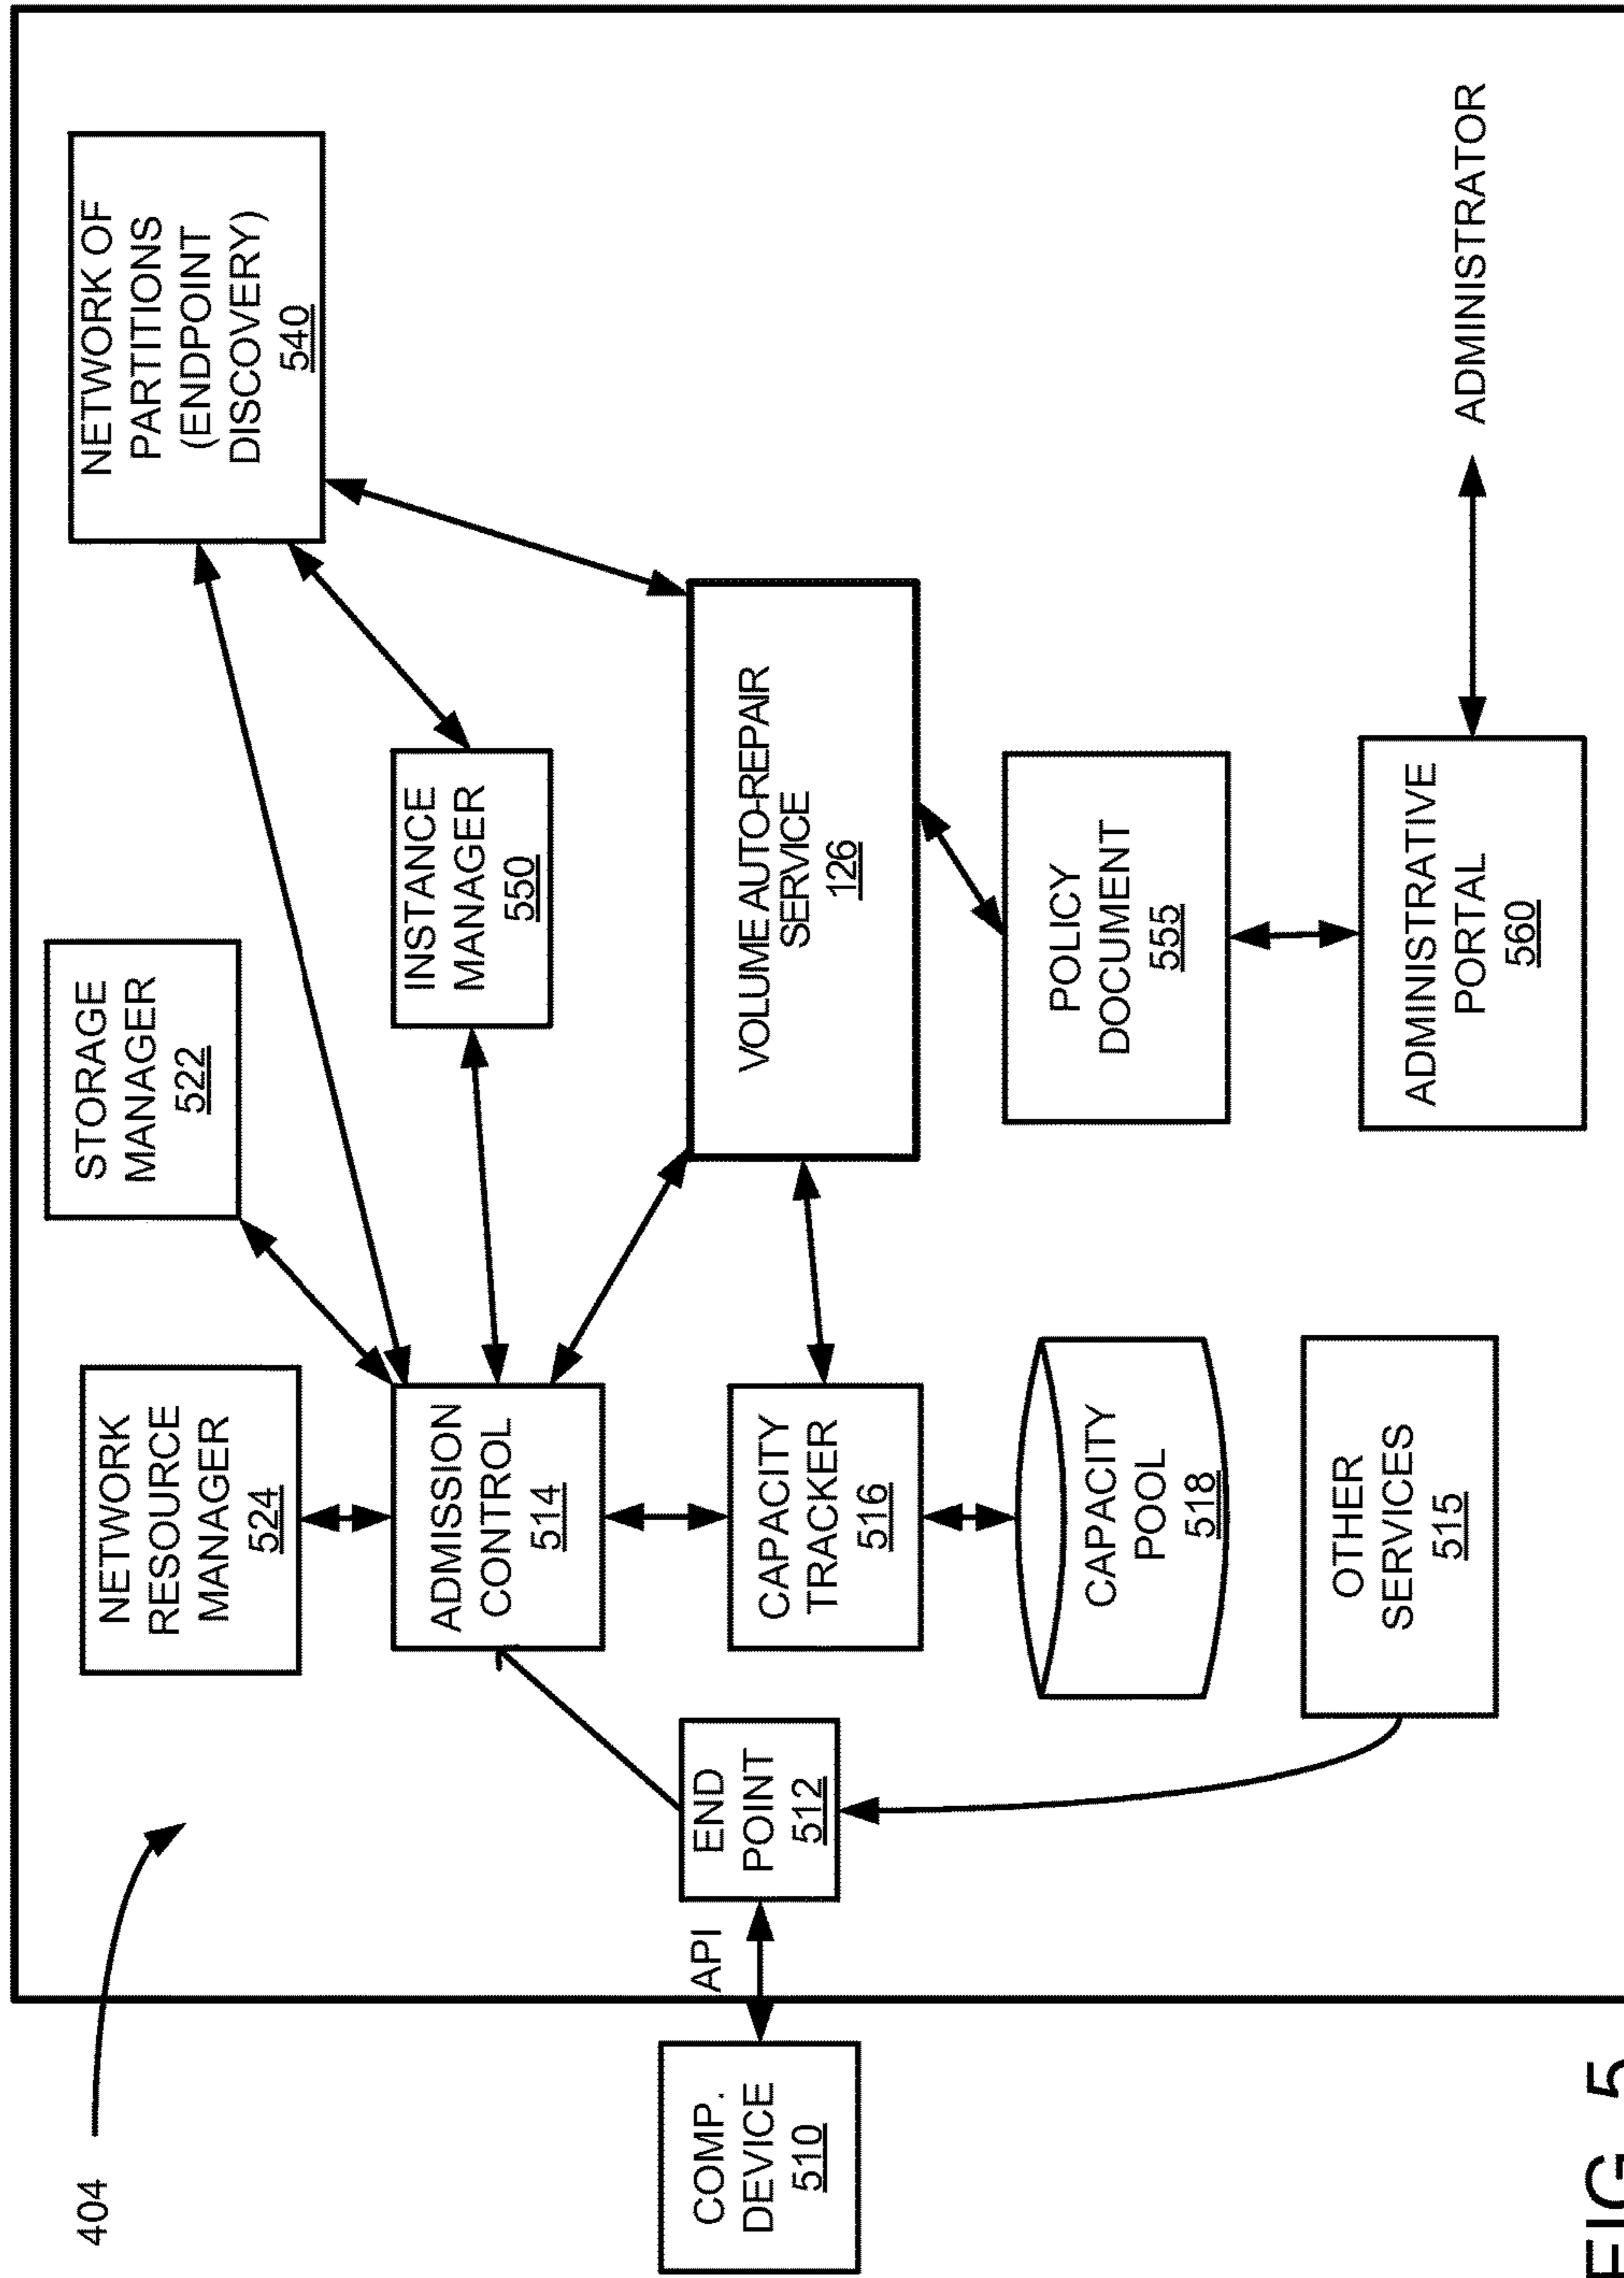 404
NETWORK
RESOURCE
MANAGER
524
STORAGE
MANAGER
522
NETWORK OF
PARTITIONS
(ENDPOINT
DISCOVERY)
540
ADMISSION
CONTROL
514
INSTANCE
MANAGER
550
COMP.
DEVICE
510
API
END
POINT
512
CAPACITY
TRACKER
516
VOLUME AUTO-REPAIR
SERVICE
126
CAPACITY
POOL
518
POLICY
DOCUMENT
555
OTHER
SERVICES
515
ADMINISTRATIVE
PORTAL
560
ADMINISTRATOR
FIG. 5